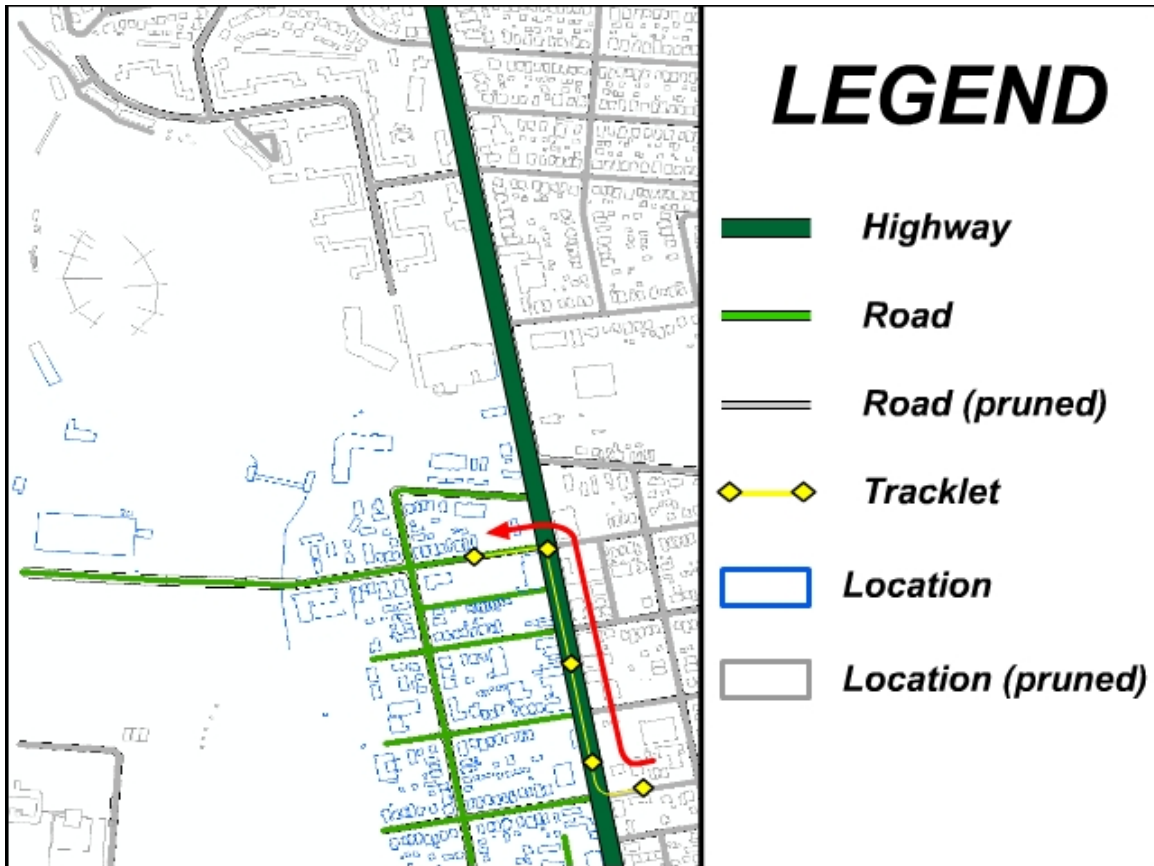 LEGEND
Highway
Road
Road (pruned)
Tracklet
Location
Location (pruned)